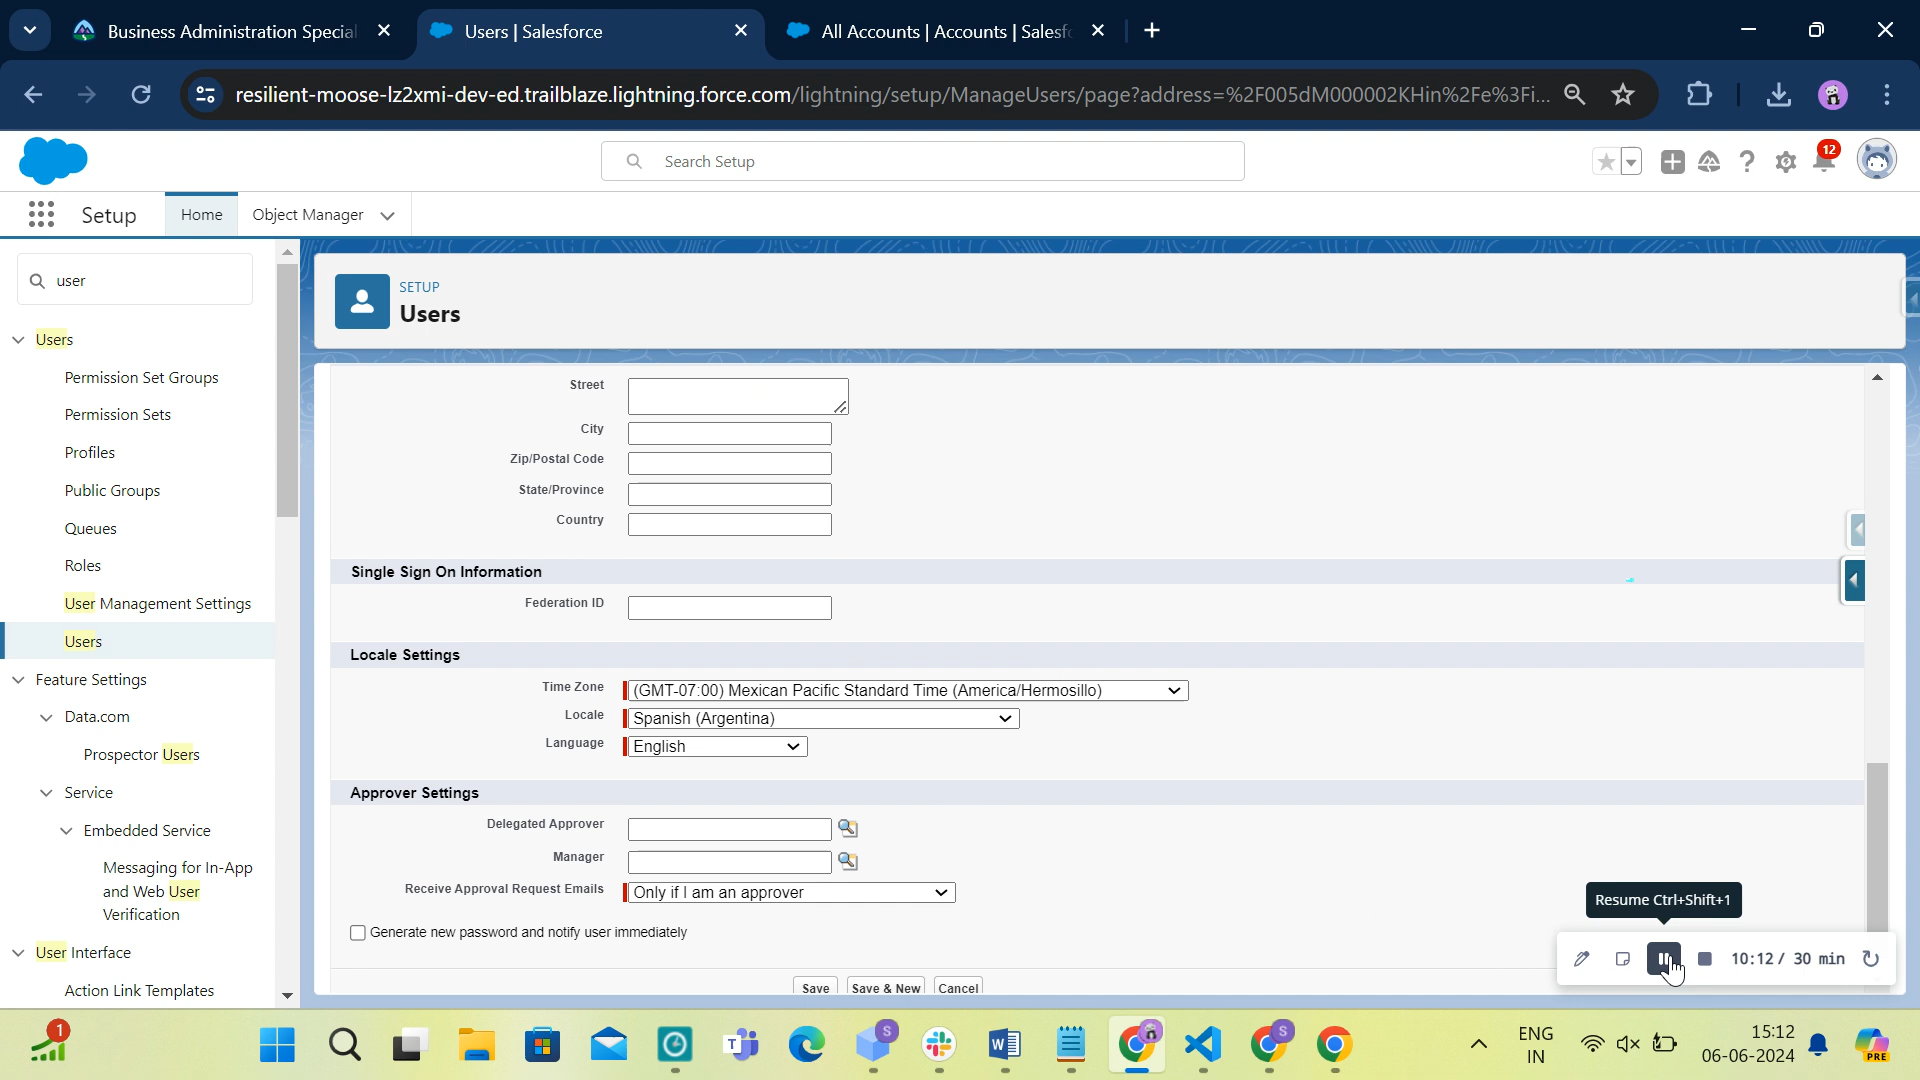 Business Administration Special
Users | Salesforce
All Accounts | Accounts | Salesf
resilient-moose-lz2xmi-dev-ed.trailblaze.lightning.force.com/lightning/setup/ManageUsers/page?address=%2F005dM000002KHin%2Fe%3Fi...
Search Setup
12
Setup
Home
Object Manager
user
SETUP
Users
Users
Permission Set Groups
Permission Sets
Profiles
Public Groups
Queues
Roles
User Management Settings
Users
Feature Settings
Data.com
Prospector Users
Service
Embedded Service
Messaging for In-App
and Web User
Verification
User Interface
Action Link Templates
Street
City
Zip/Postal Code
State/Province
Country
Single Sign On Information
Federation ID
Locale Settings
Time Zone (GMT-07:00) Mexican Pacific Standard Time (America/Hermosillo)
Locale Spanish (Argentina)
Language English
Approver Settings
Delegated Approver
Manager
Receive Approval Request Emails Only if I am an approver
Generate new password and notify user immediately
Save Save & New Cancel
Resume Ctrl+Shift+1
10:12 / 30 min
1
S
S
ENG
IN
15:12
06-06-2024
PRE